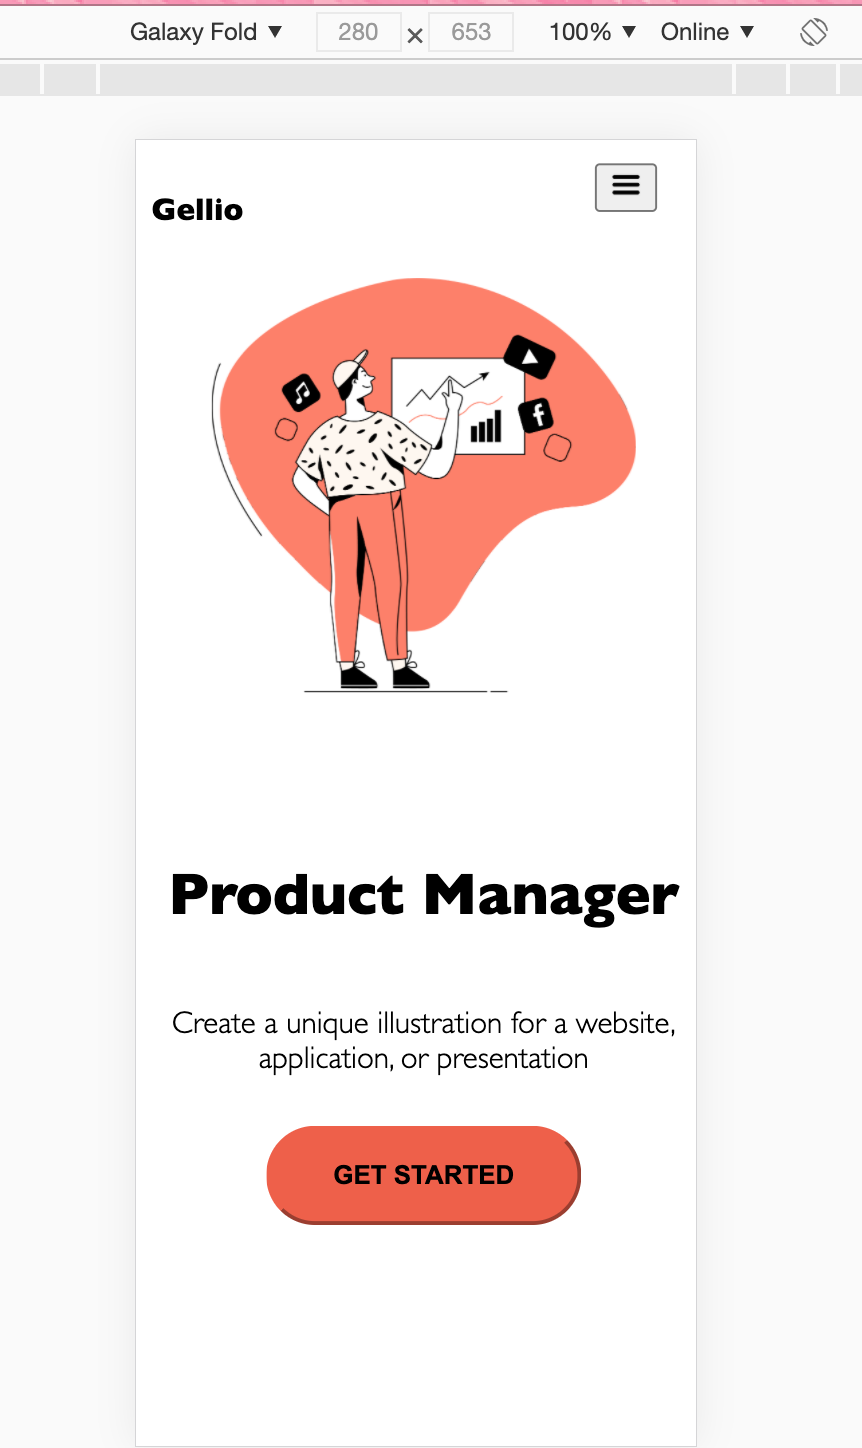 Galaxy Fold ▼ 280 × 653 100% ▼ Online ▼
Gellio
f
Product Manager
Create a unique illustration for a website,
application, or presentation
GET STARTED